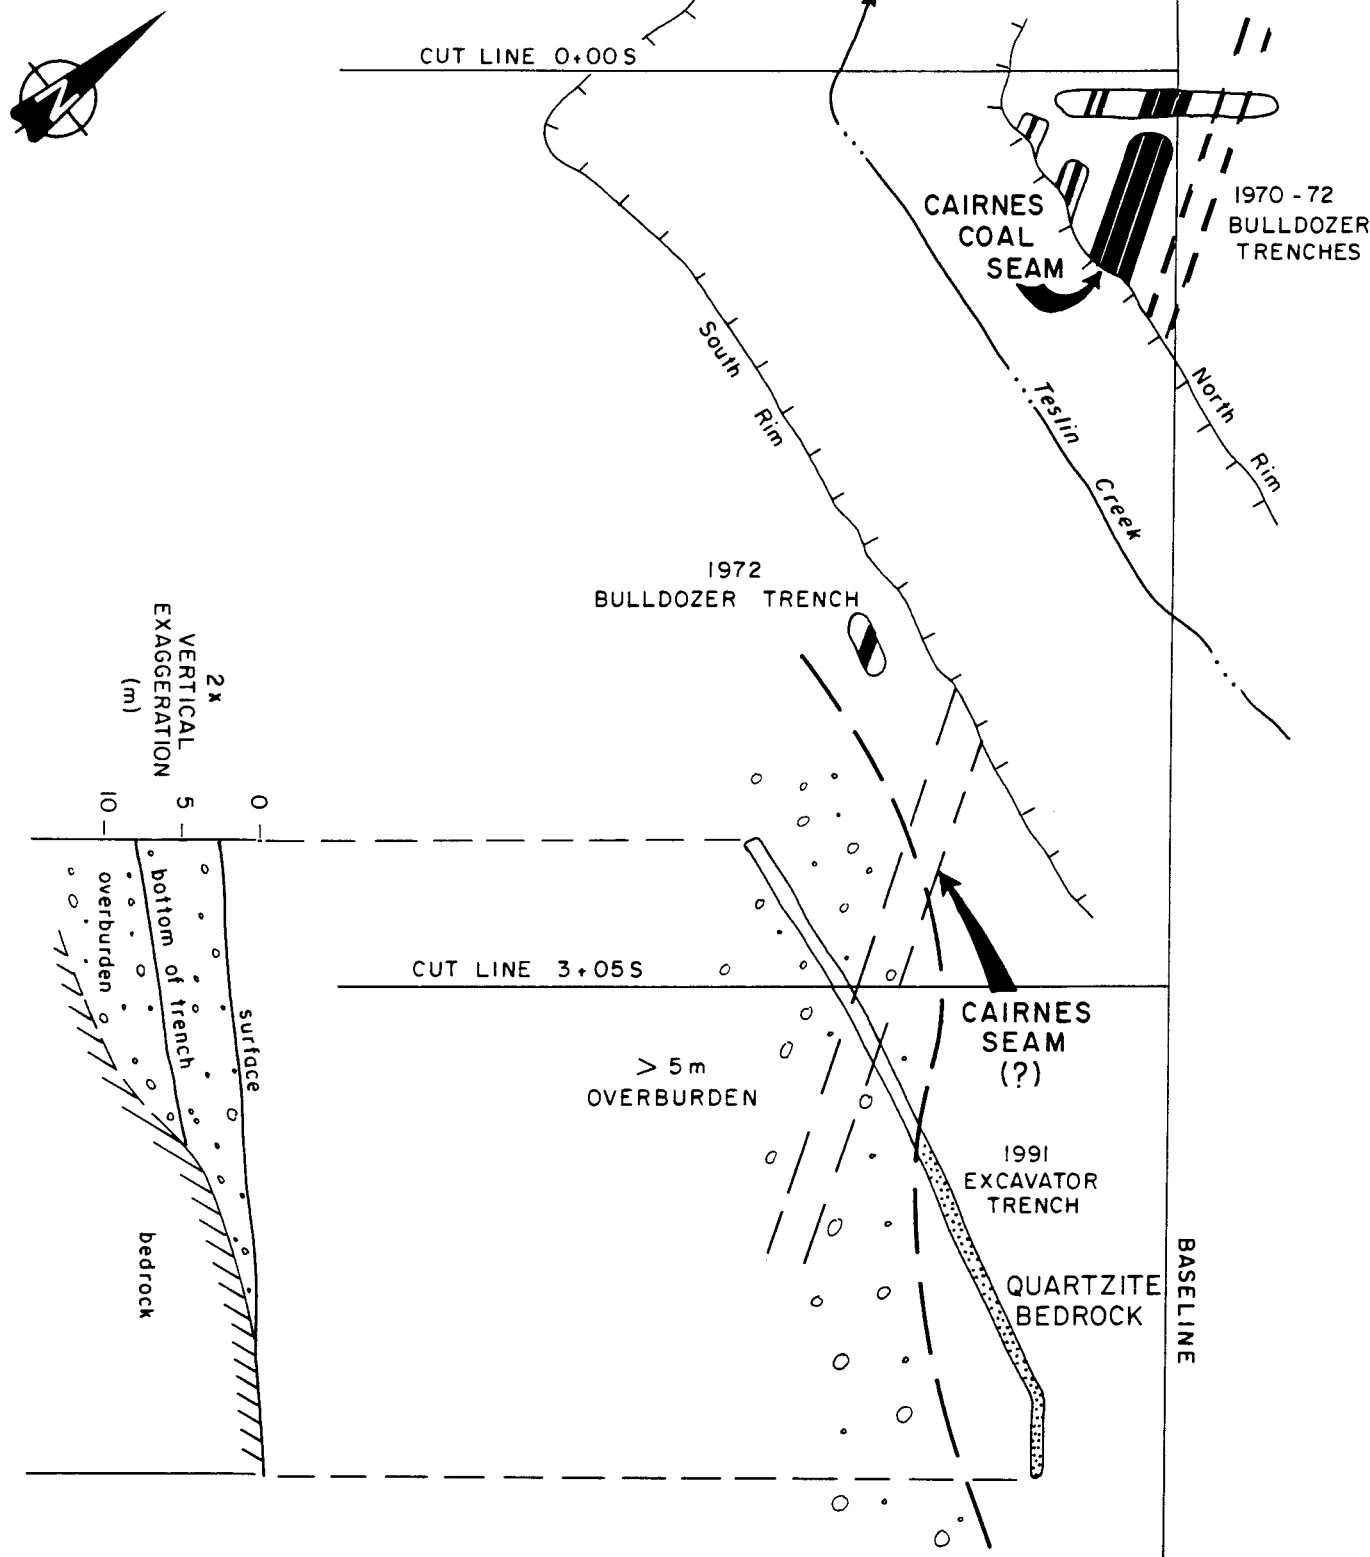 CUT LINE 0+00S
N
CAIRNES
COAL
SEAM
1970-72
BULLDOZER
TRENCHES
South Rim
North Rim
Teslin Creek
1972
BULLDOZER TRENCH
2x
VERTICAL
EXAGGERATION
(m)
10
5
0
bottom of trench
overburden
surface
bedrock
CUT LINE 3+05S
CAIRNES
SEAM
(?)
> 5m
OVERBURDEN
1991
EXCAVATOR
TRENCH
QUARTZITE
BEDROCK
BASELINE